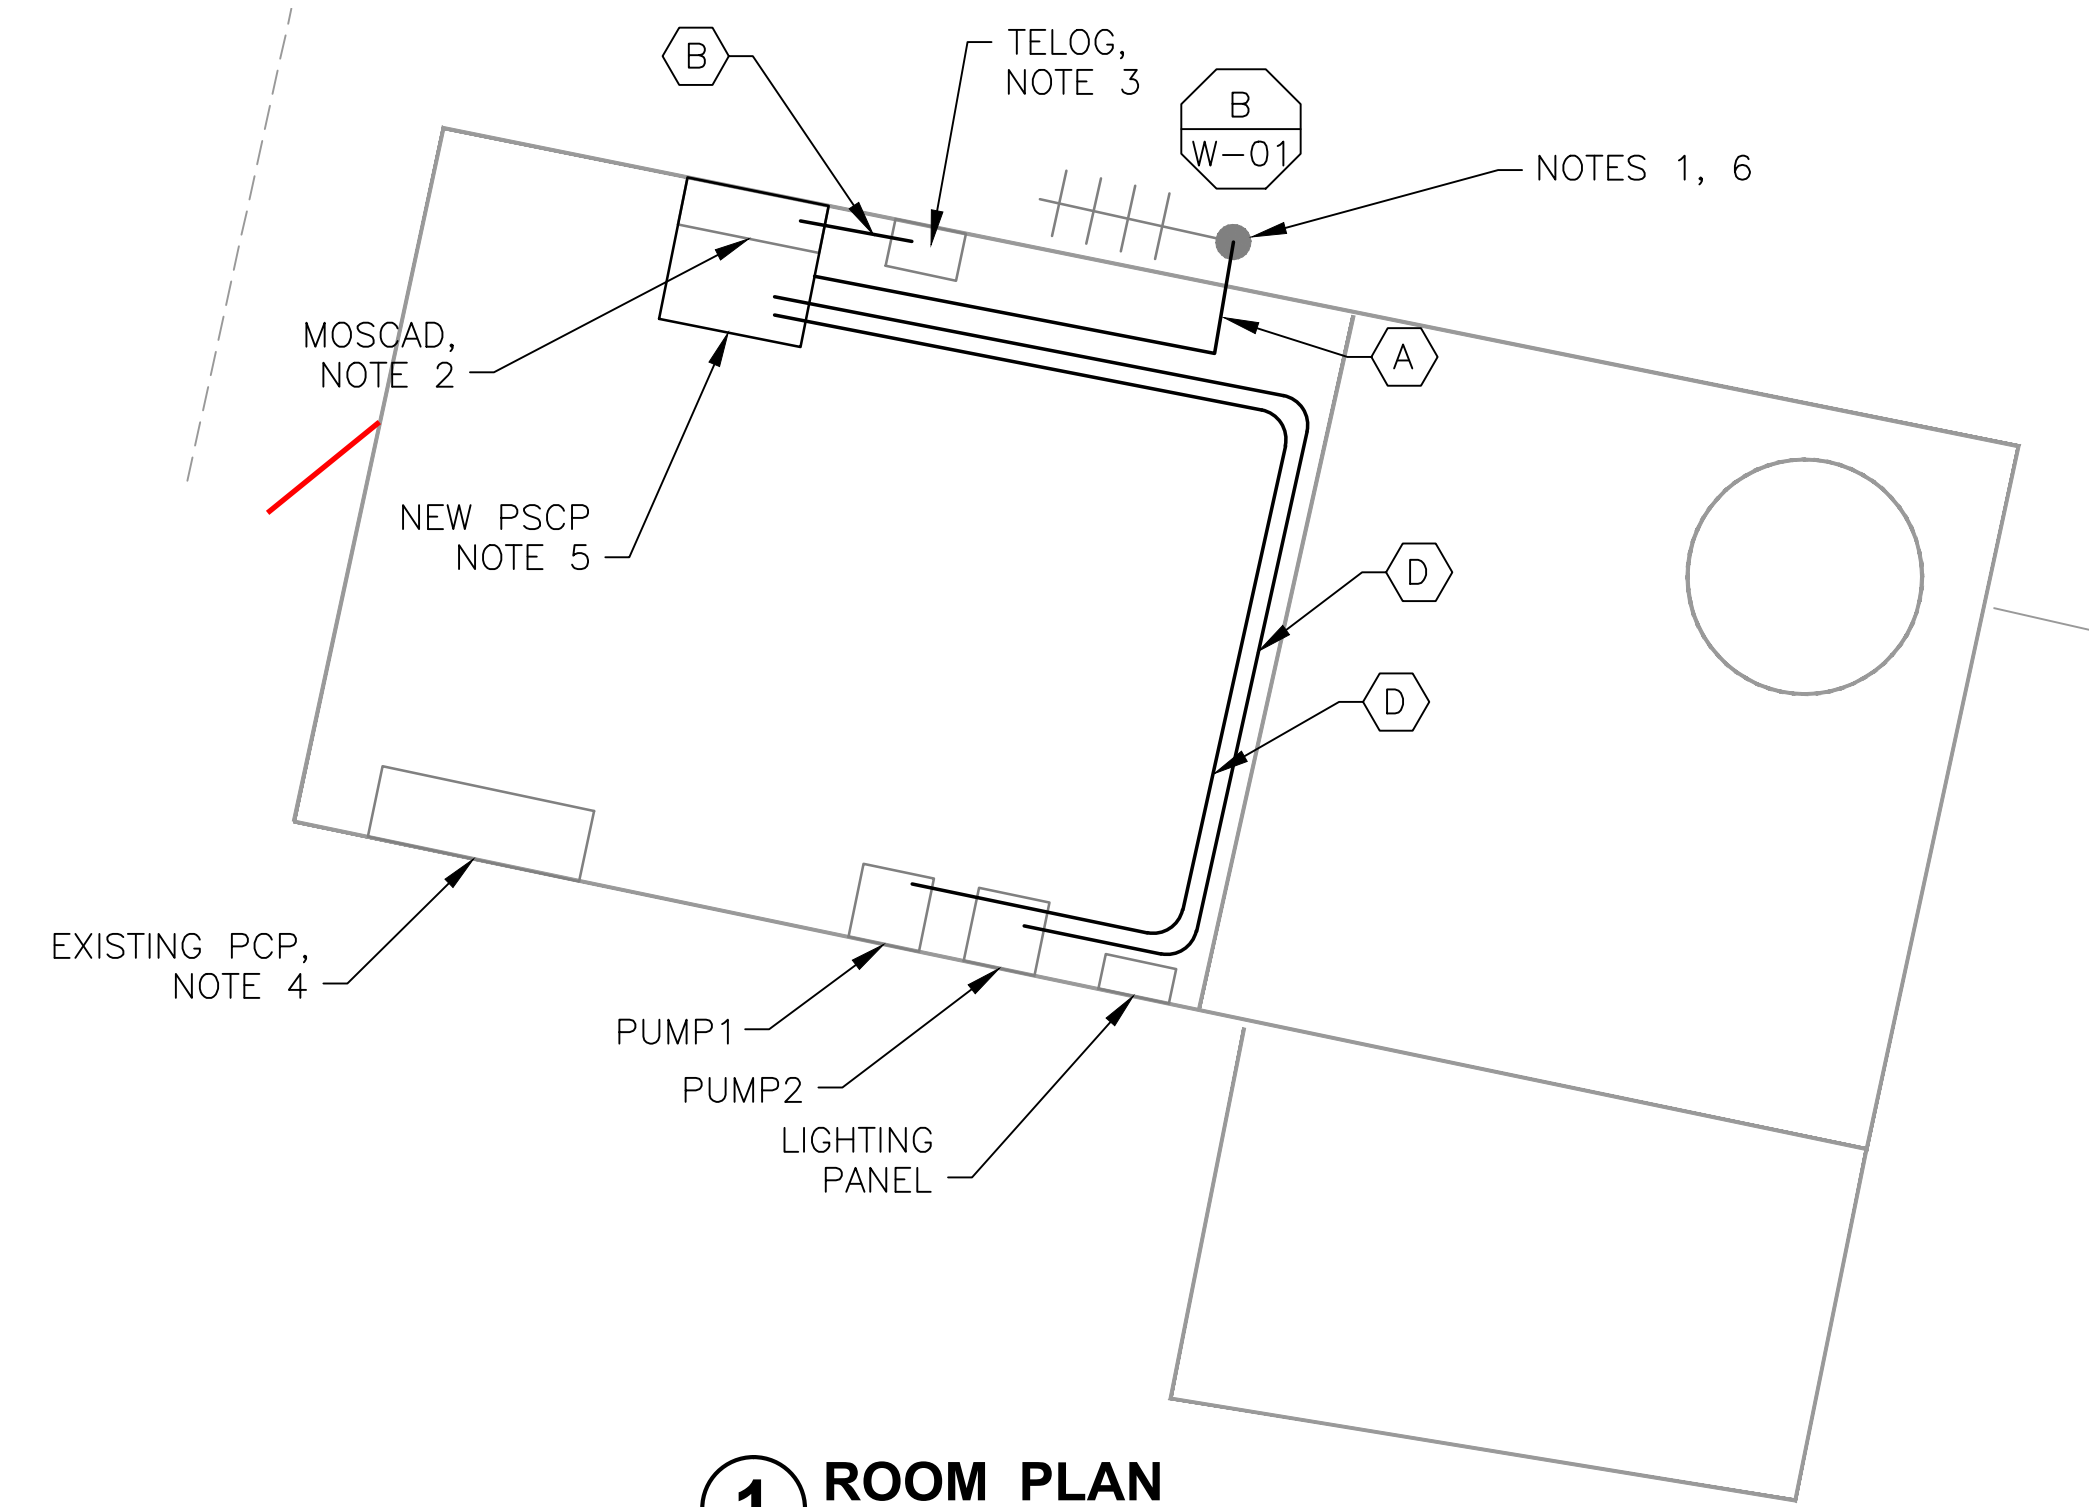 B
TELOG,
NOTE 3
B
W-01
NOTES 1, 6
MOSCAD,
NOTE 2
A
NEW PSCP
NOTE 5
D
D
EXISTING PCP,
NOTE 4
PUMP1
PUMP2
LIGHTING
PANEL
1
ROOM PLAN